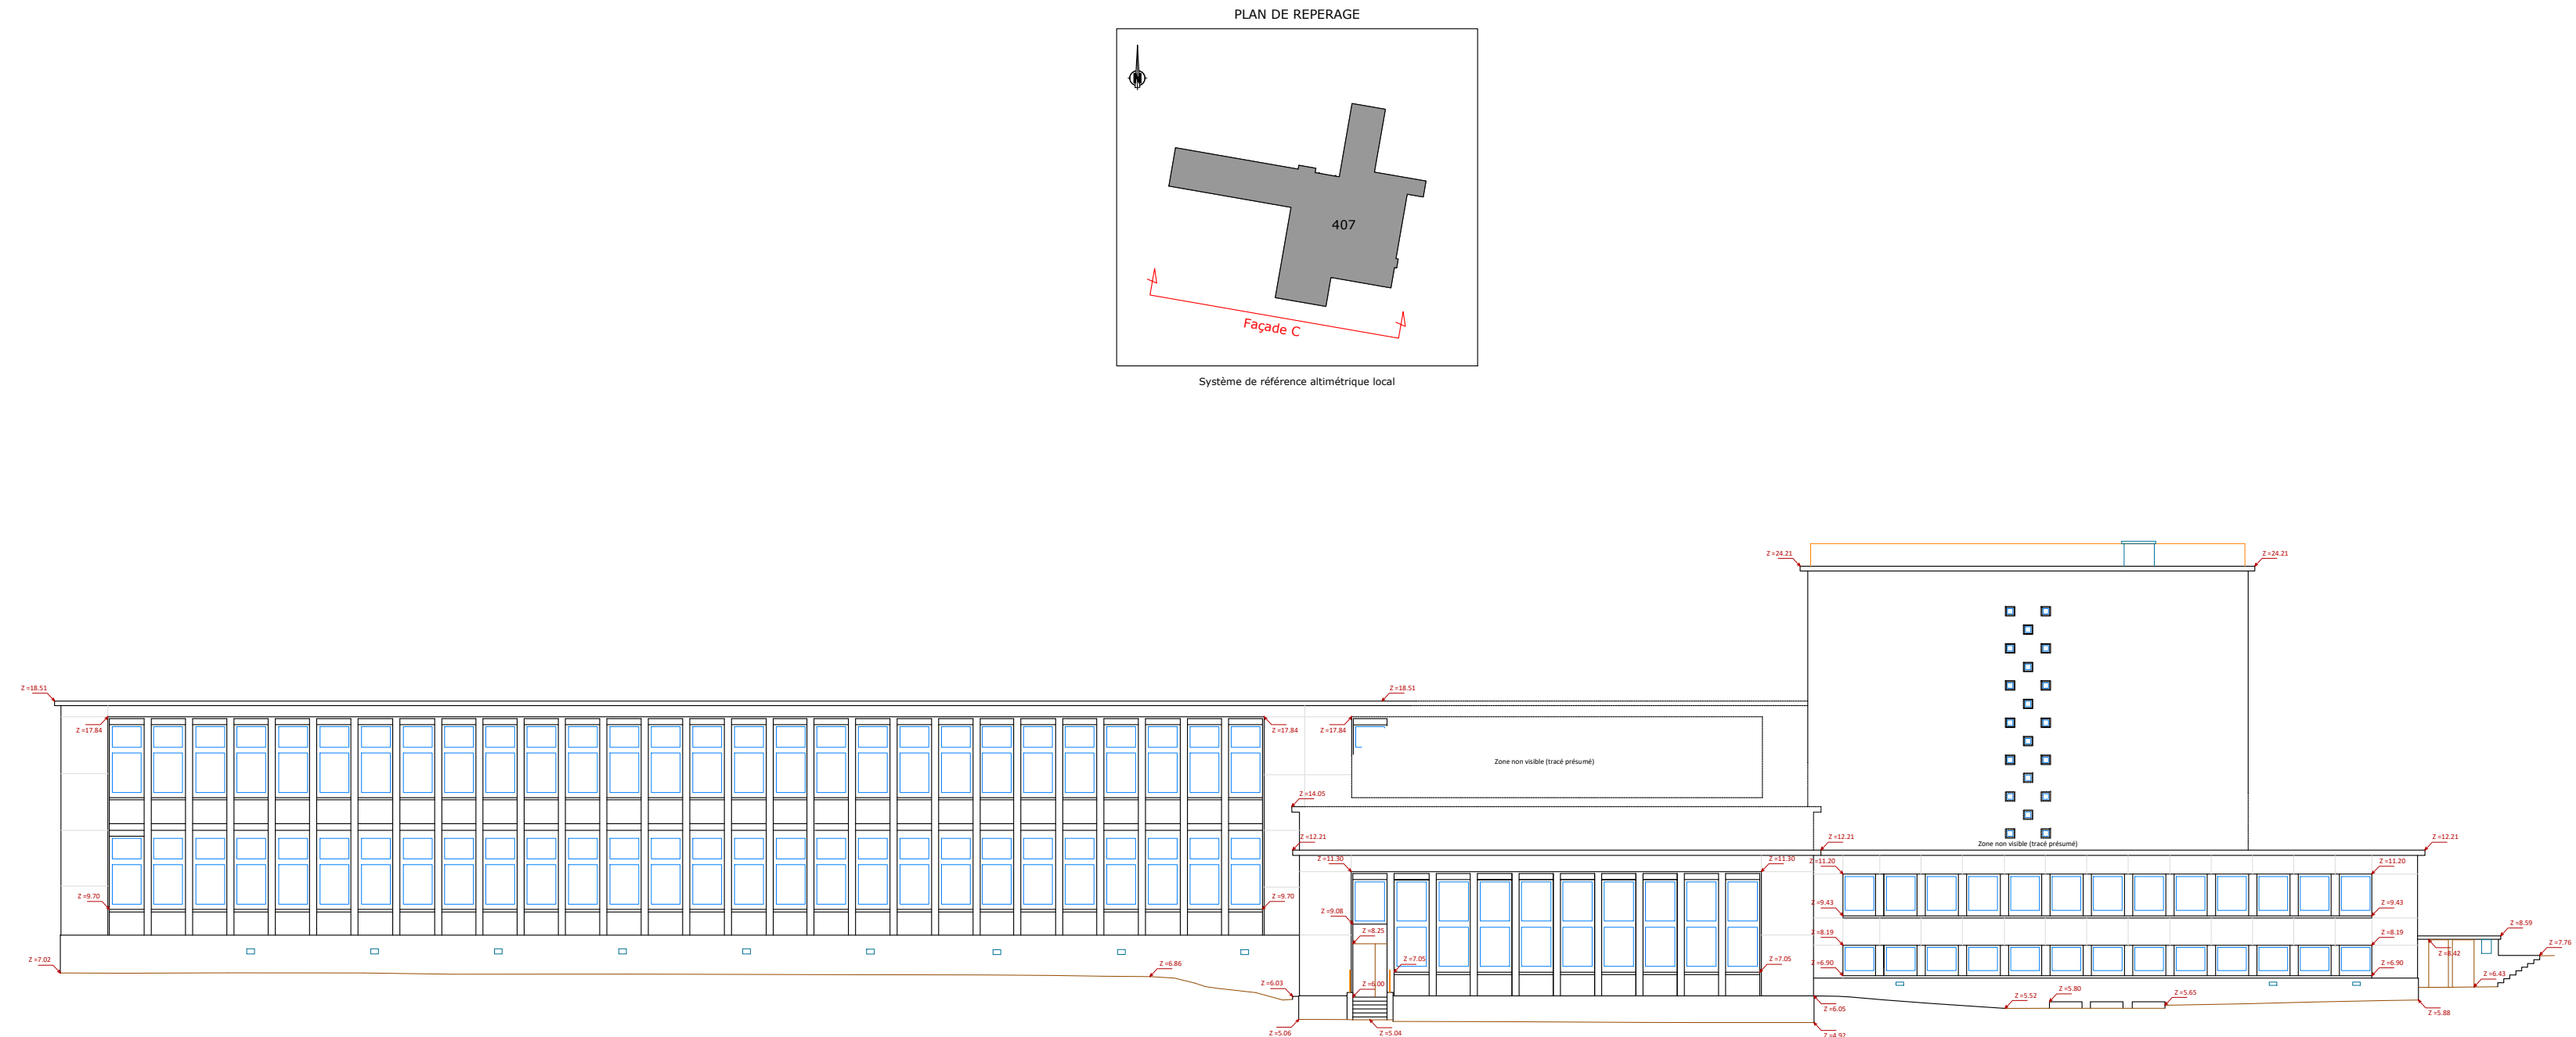 PLAN DE REPERAGE
N
407
Façade C
Système de référence altimétrique local
Z =24.21
Z =24.21
Z =18.51
Z =18.51
Z =17.84
Z =17.84
Z =17.84
Zone non visible (tracé présumé)
Z =14.05
Z =12.21
Z =12.21
Zone non visible (tracé présumé)
Z =12.21
Z =11.30
Z =11.30
Z =11.20
Z =11.20
Z =9.70
Z =9.70
Z =9.08
Z =9.43
Z =9.43
Z =8.25
Z =8.19
Z =8.19
Z =8.59
Z =7.76
Z =8.42
Z =7.02
Z =6.86
Z =7.05
Z =7.05
Z =6.90
Z =6.90
Z =6.43
Z =6.03
Z =6.00
Z =5.52
Z =5.80
Z =5.65
Z =6.05
Z =5.88
Z =5.06
Z =5.04
Z =4.92